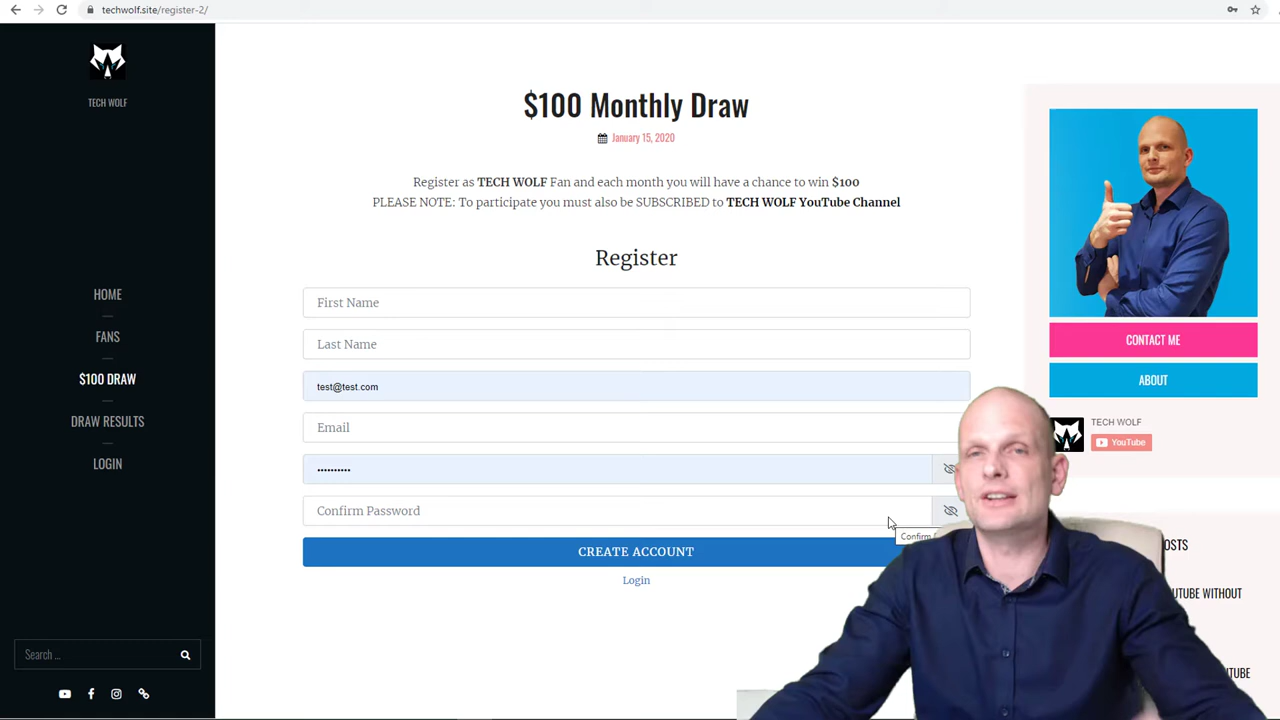 techwolf.site/register-2/
TECH WOLF
HOME
FANS
$100 DRAW
DRAW RESULTS
LOGIN
Search ...
$100 Monthly Draw
January 15, 2020
Register as TECH WOLF Fan and each month you will have a chance to win $100
PLEASE NOTE: To participate you must also be SUBSCRIBED to TECH WOLF YouTube Channel
Register
First Name
Last Name
test@test.com
Email
••••••••••
Confirm Password
Confirm
CREATE ACCOUNT
Login
CONTACT ME
ABOUT
TECH WOLF
YouTube
WITHOUT